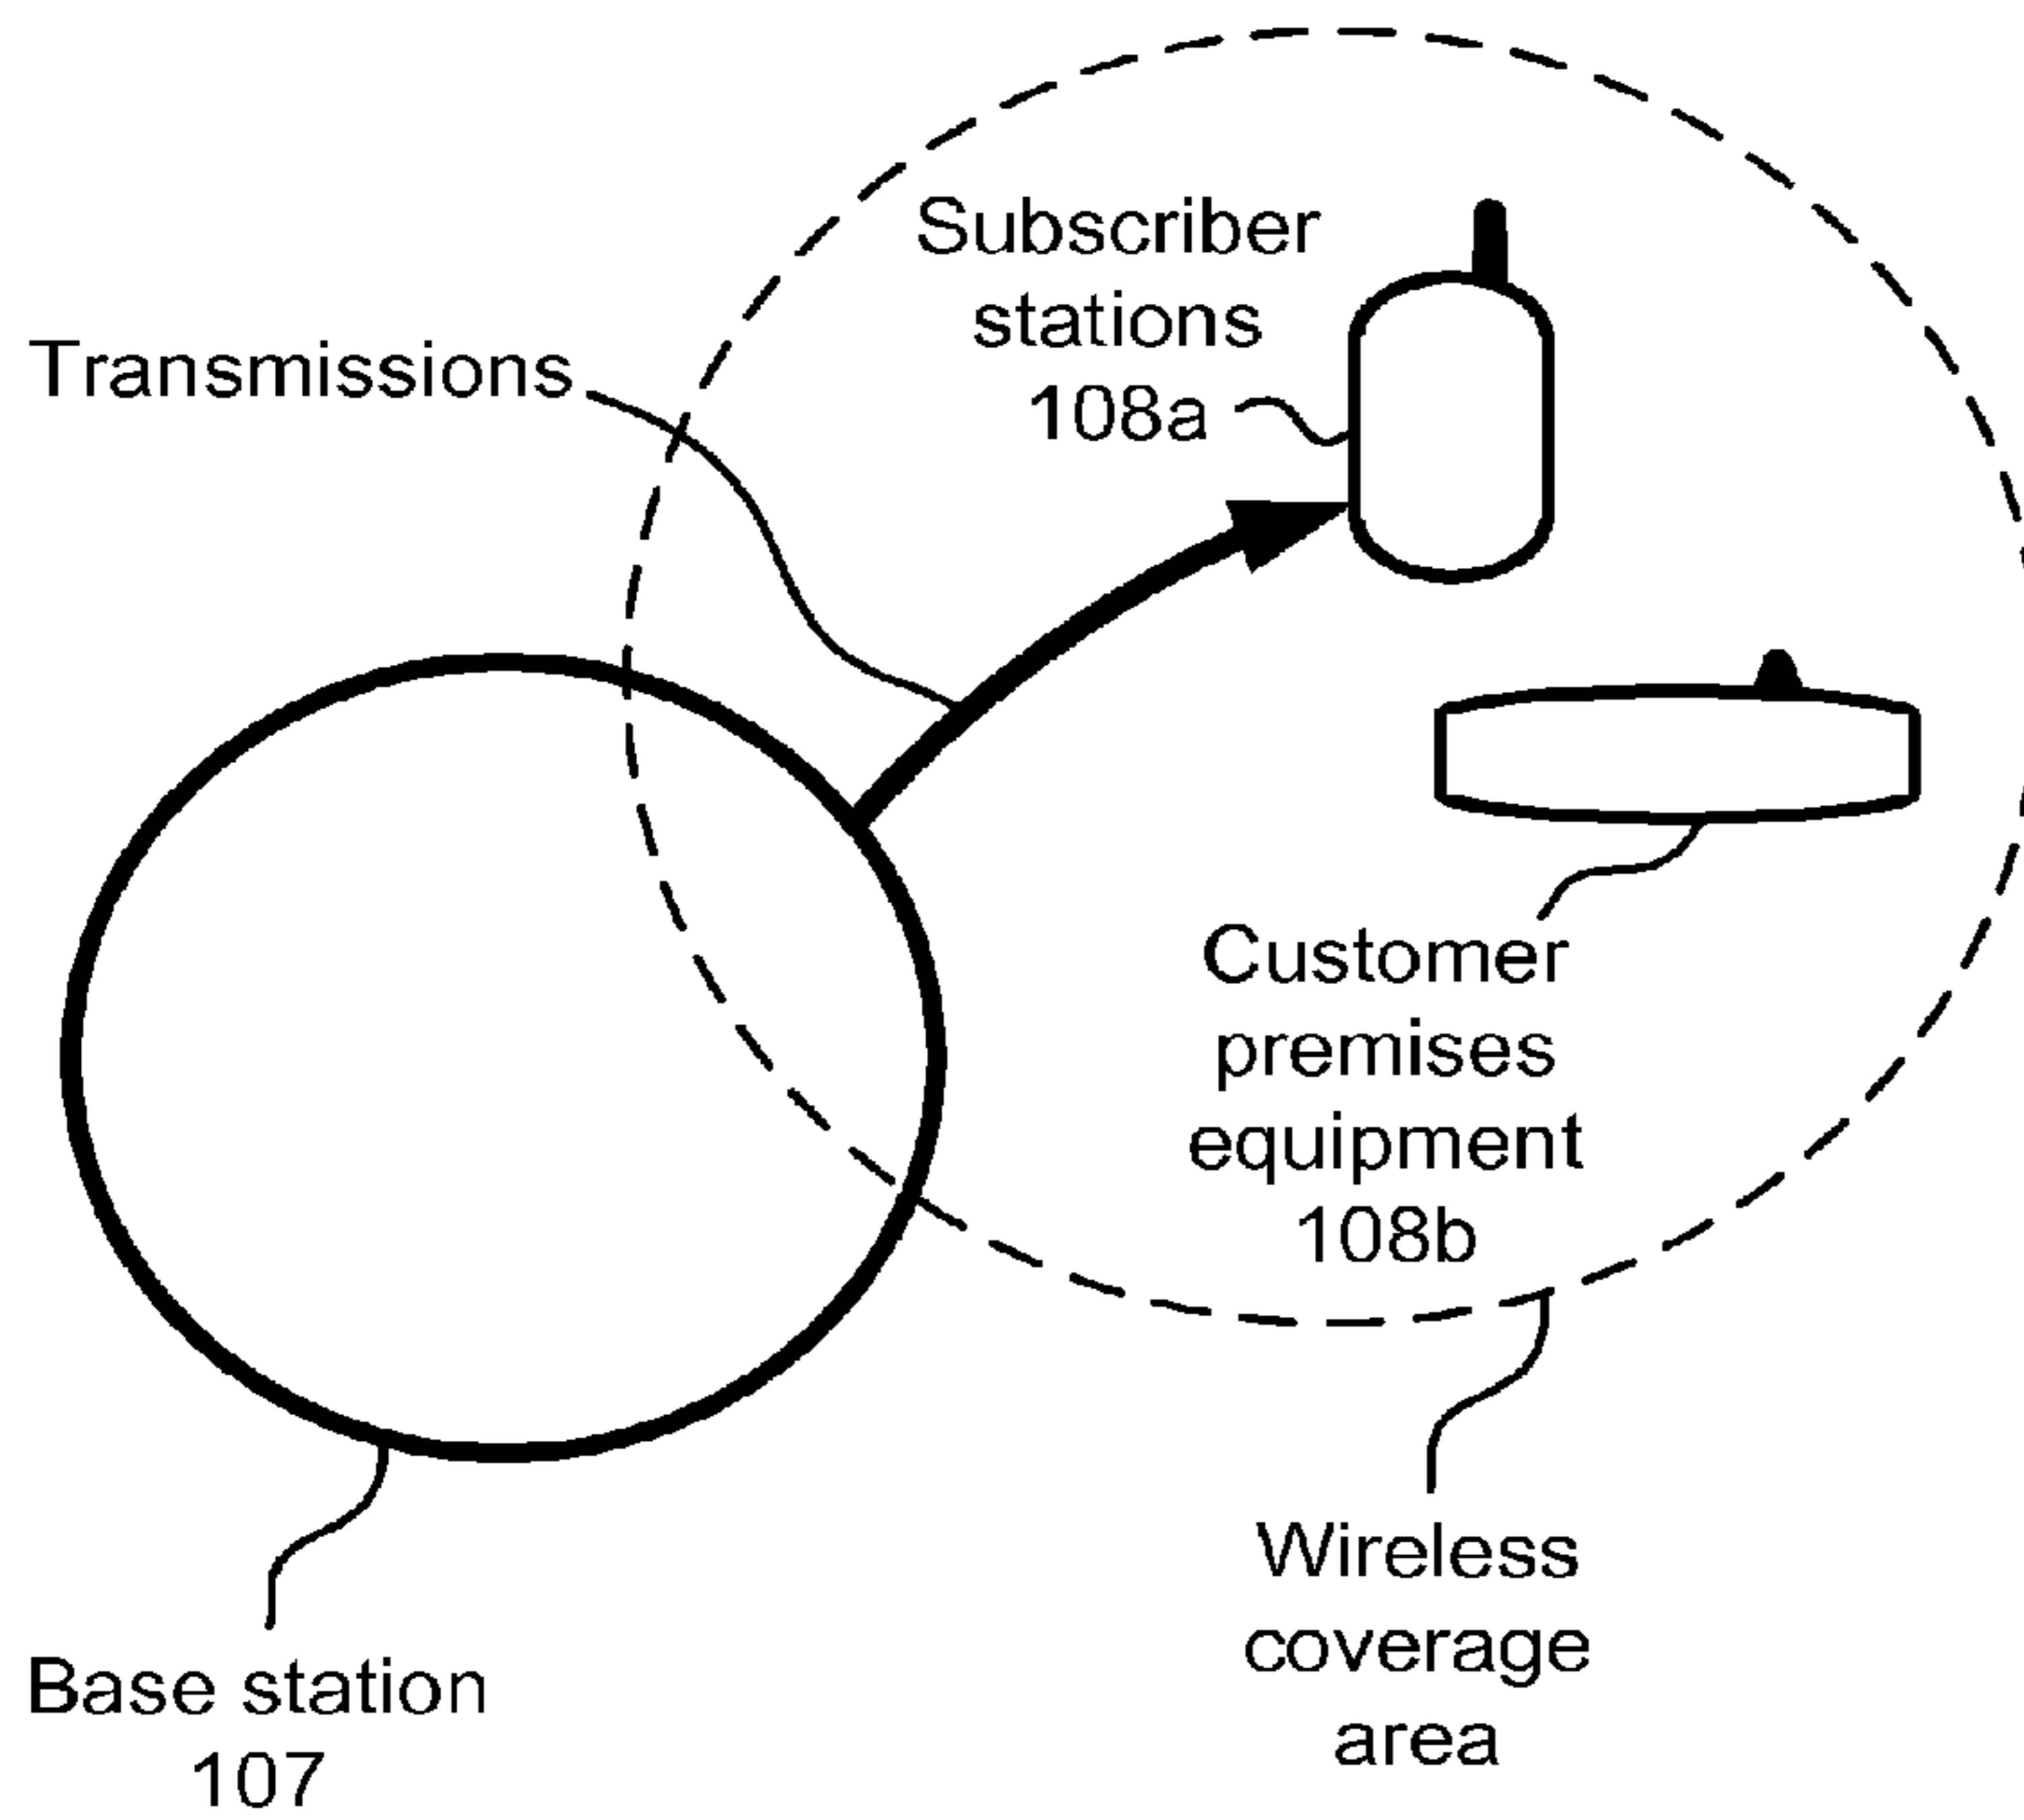 Subscriber
stations
108a
Transmissions
Customer
premises
equipment
108b
Wireless
coverage
area
Base station
107